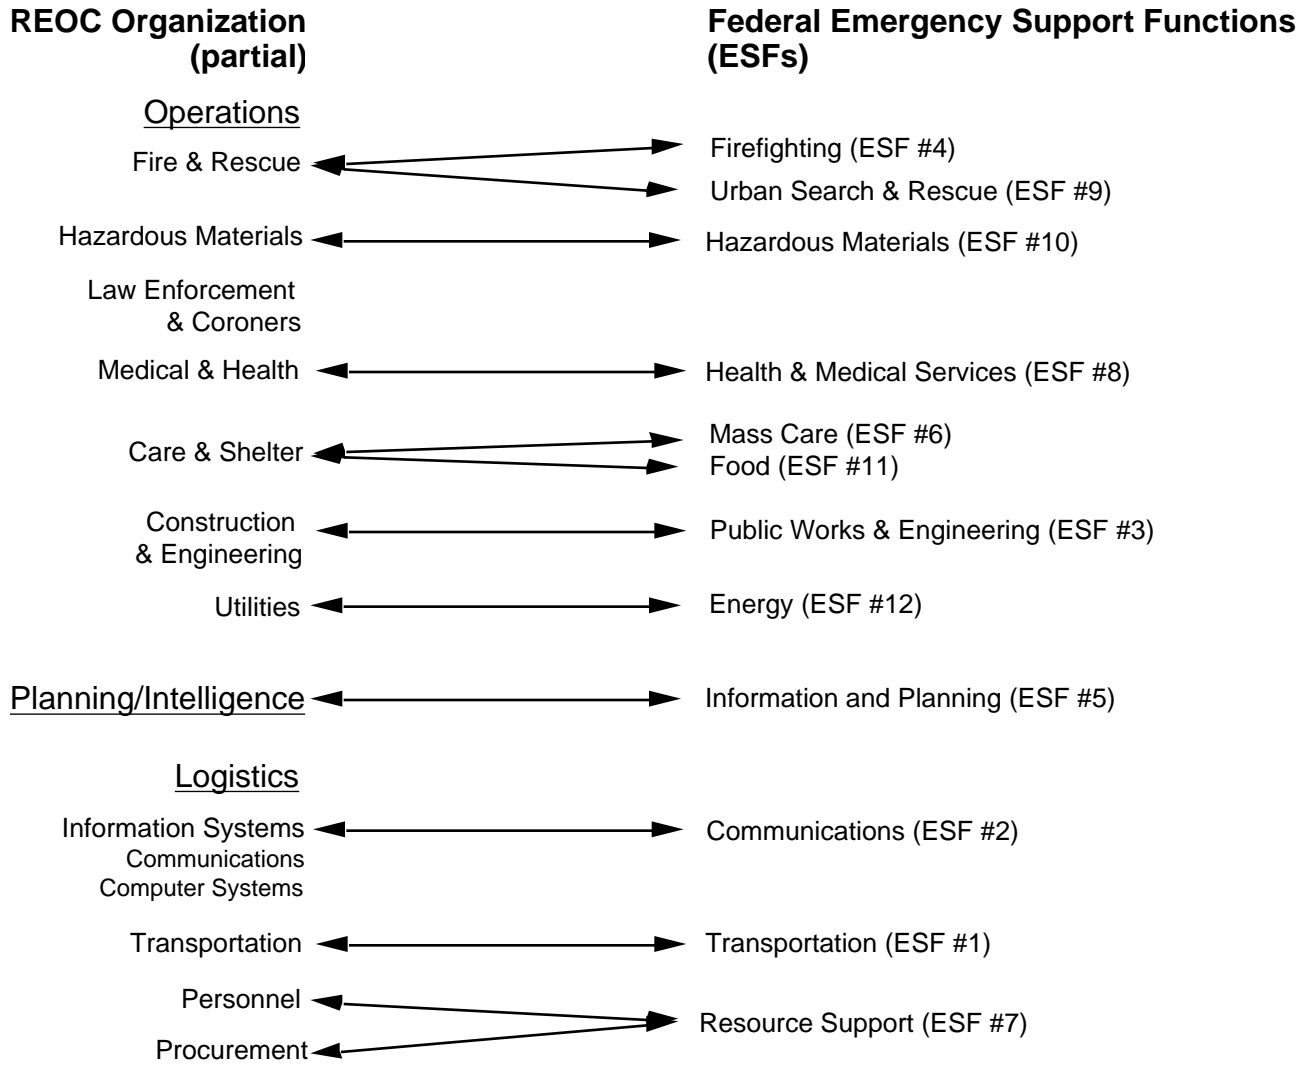 REOC Organization
(partial)
Federal Emergency Support Functions
(ESFs)
Operations
Fire & Rescue
Firefighting (ESF #4)
Urban Search & Rescue (ESF #9)
Hazardous Materials
Hazardous Materials (ESF #10)
Law Enforcement
& Coroners
Medical & Health
Health & Medical Services (ESF #8)
Care & Shelter
Mass Care (ESF #6)
Food (ESF #11)
Construction
& Engineering
Public Works & Engineering (ESF #3)
Utilities
Energy (ESF #12)
Planning/Intelligence
Information and Planning (ESF #5)
Logistics
Information Systems
Communications
Computer Systems
Communications (ESF #2)
Transportation
Transportation (ESF #1)
Personnel
Procurement
Resource Support (ESF #7)